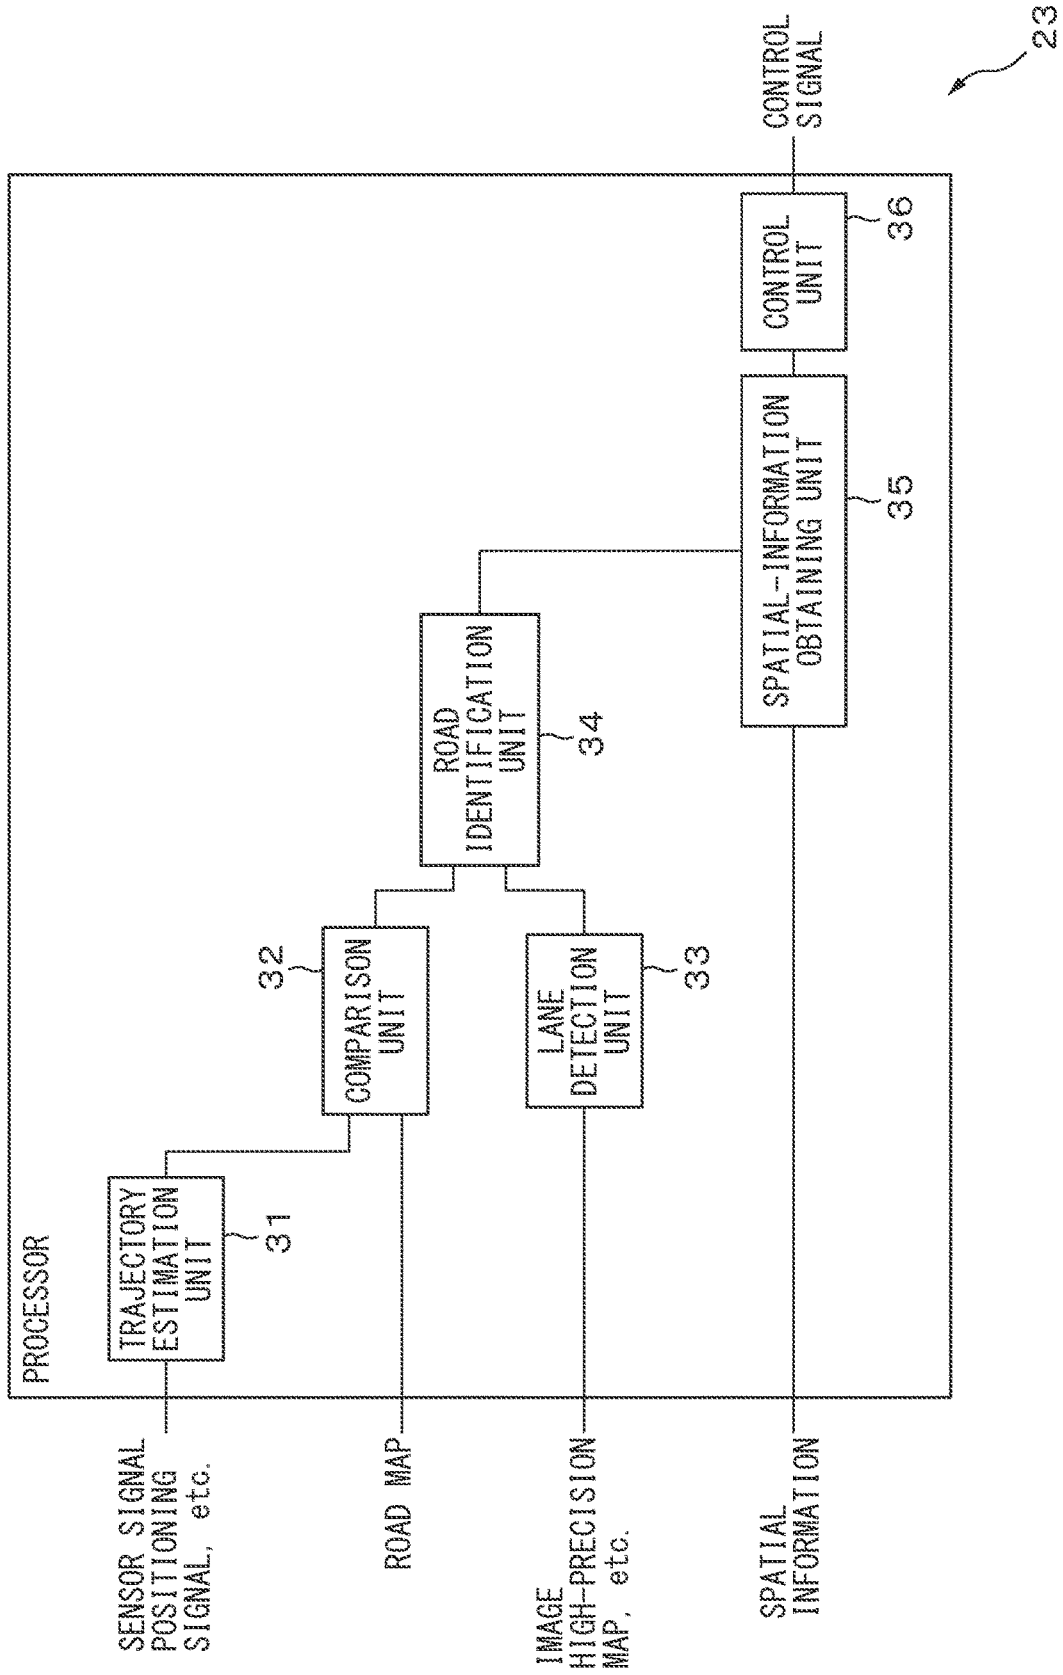 PROCESSOR
SENSOR SIGNAL
POSITIONING
SIGNAL, etc.
TRAJECTORY
ESTIMATION
UNIT
31
ROAD MAP
COMPARISON
UNIT
32
IMAGE
HIGH-PRECISION
MAP, etc.
LANE
DETECTION
UNIT
33
ROAD
IDENTIFICATION
UNIT
34
SPATIAL
INFORMATION
SPATIAL-INFORMATION
OBTAINING UNIT
35
CONTROL
UNIT
36
CONTROL
SIGNAL
23